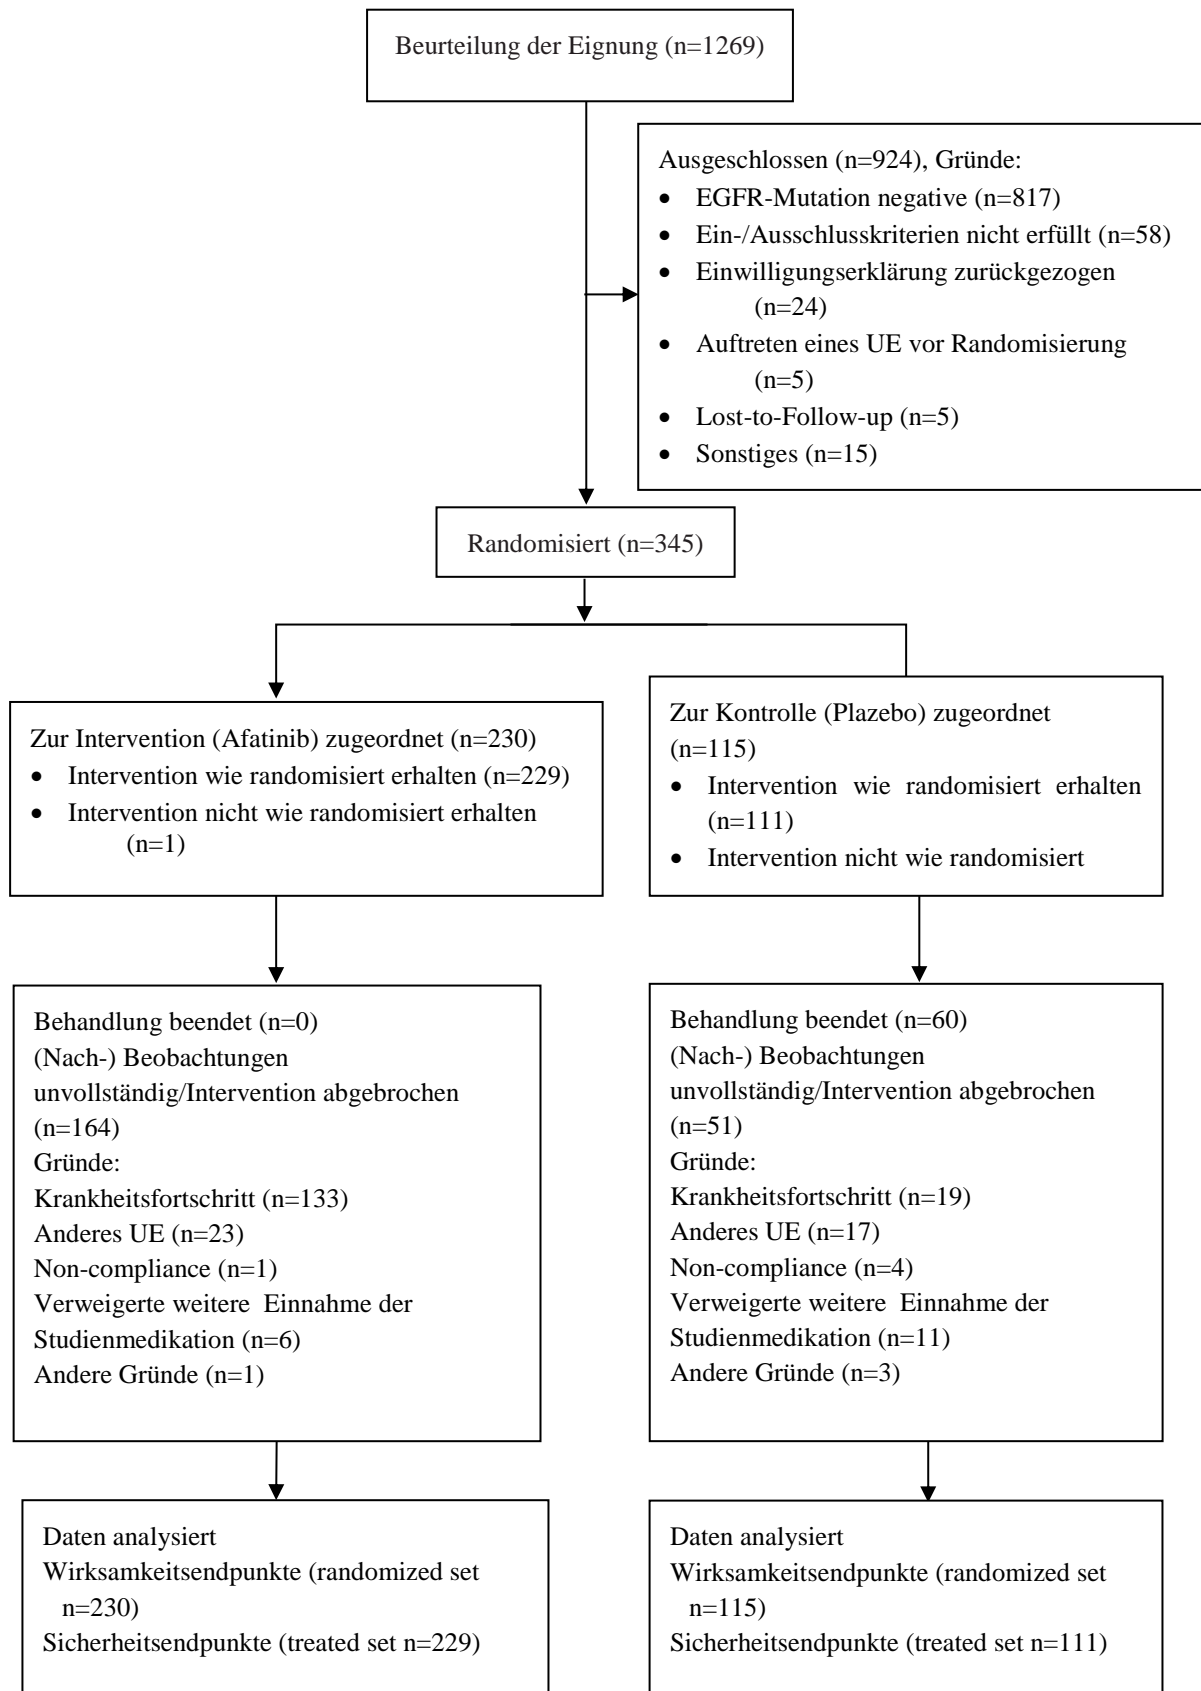 Beurteilung der Eignung (n=1269)
Ausgeschlossen (n=924), Gründe:
• EGFR-Mutation negative (n=817)
• Ein-/Ausschlusskriterien nicht erfüllt (n=58)
• Einwilligungserklärung zurückgezogen
(n=24)
• Auftreten eines UE vor Randomisierung
(n=5)
• Lost-to-Follow-up (n=5)
• Sonstiges (n=15)
Randomisiert (n=345)
Zur Intervention (Afatinib) zugeordnet (n=230)
• Intervention wie randomisiert erhalten (n=229)
• Intervention nicht wie randomisiert erhalten
(n=1)
Zur Kontrolle (Plazebo) zugeordnet
(n=115)
• Intervention wie randomisiert erhalten
(n=111)
• Intervention nicht wie randomisiert
Behandlung beendet (n=0)
(Nach-) Beobachtungen
unvollständig/Intervention abgebrochen
(n=164)
Gründe:
Krankheitsfortschritt (n=133)
Anderes UE (n=23)
Non-compliance (n=1)
Verweigerte weitere Einnahme der
Studienmedikation (n=6)
Andere Gründe (n=1)
Behandlung beendet (n=60)
(Nach-) Beobachtungen
unvollständig/Intervention abgebrochen
(n=51)
Gründe:
Krankheitsfortschritt (n=19)
Anderes UE (n=17)
Non-compliance (n=4)
Verweigerte weitere Einnahme der
Studienmedikation (n=11)
Andere Gründe (n=3)
Daten analysiert
Wirksamkeitsendpunkte (randomized set
n=230)
Sicherheitsendpunkte (treated set n=229)
Daten analysiert
Wirksamkeitsendpunkte (randomized set
n=115)
Sicherheitsendpunkte (treated set n=111)